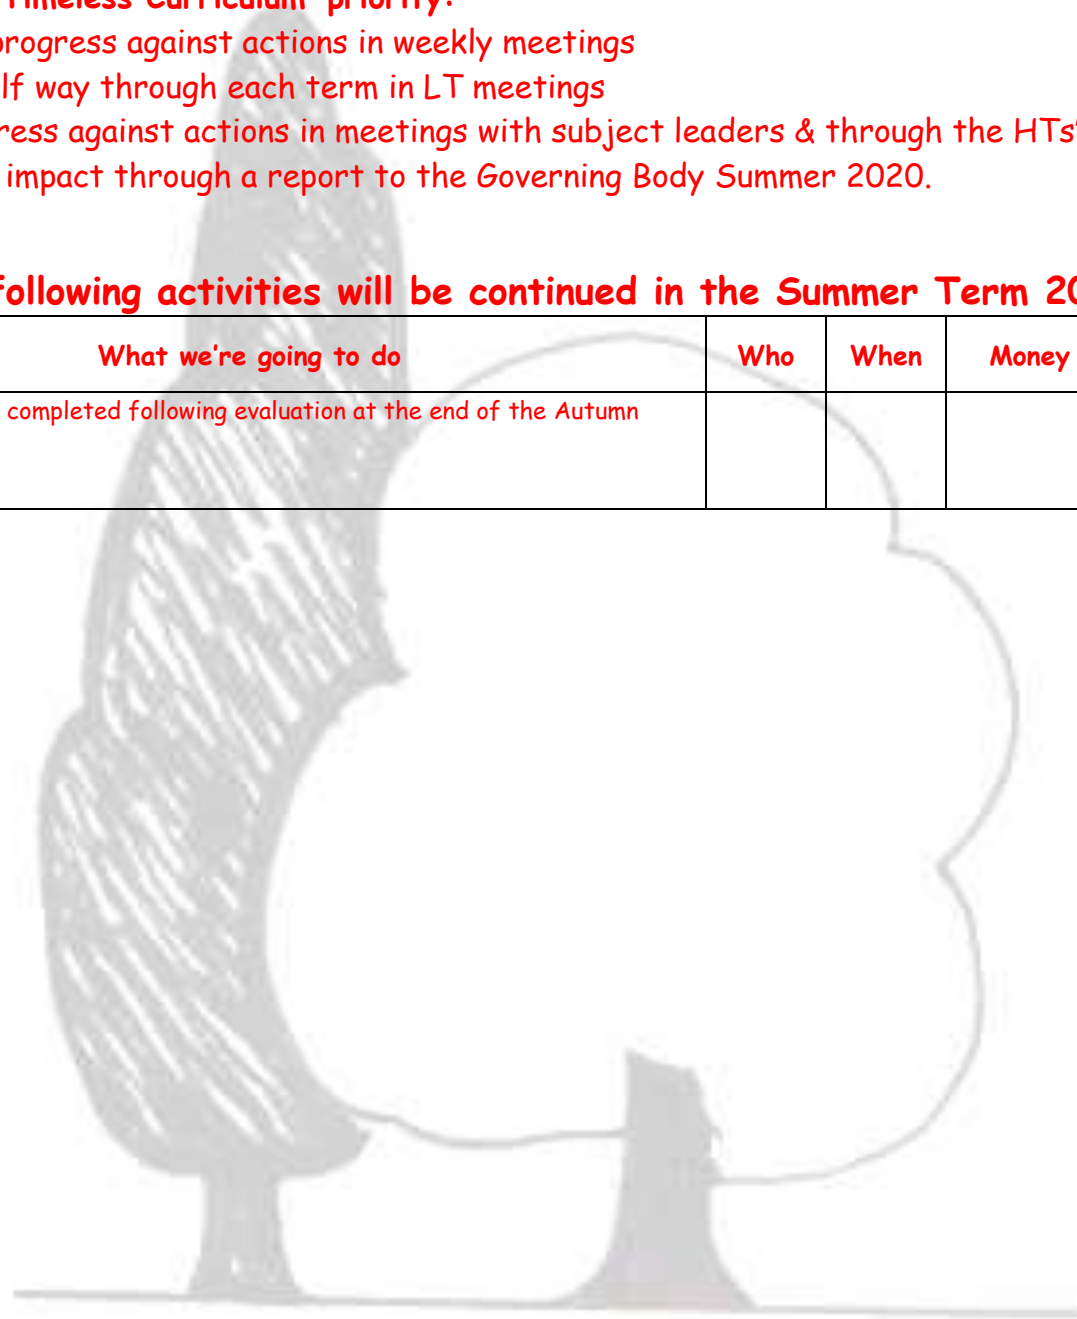 Timeless Curriculum' priority:
progress against actions in weekly meetings
lf way through each term in LT meetings
ress against actions in meetings with subject leaders & through the HTs'
impact through a report to the Governing Body Summer 2020.
following activities will be continued in the Summer Term 20
What we're going to do Who When Money
completed following evaluation at the end of the Autumn